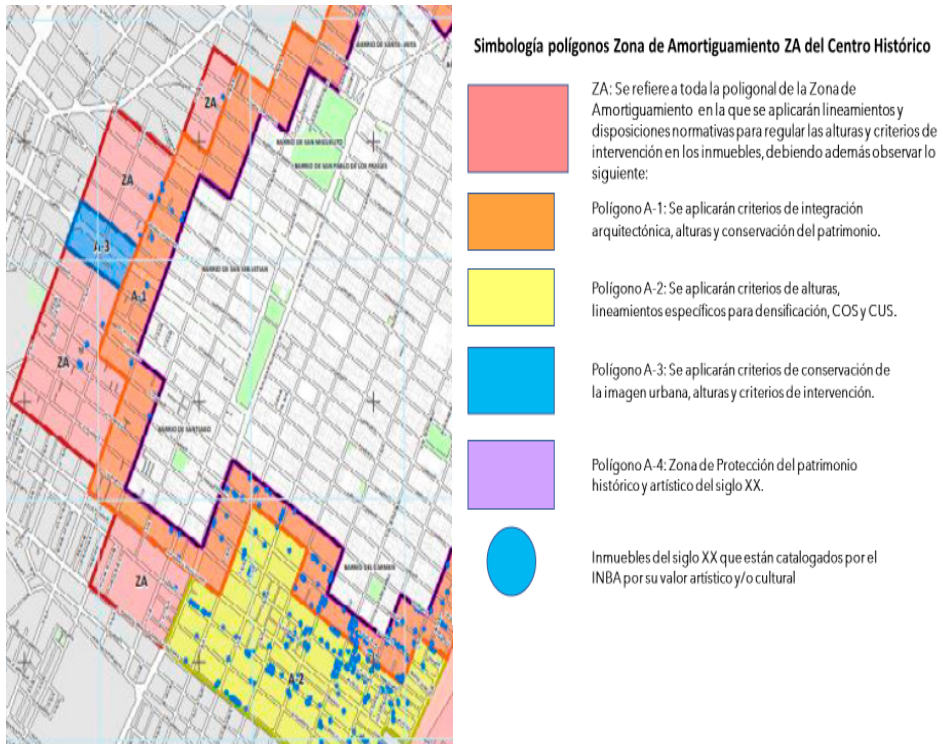 Simbología polígonos Zona de Amortiguamiento ZA del Centro Histórico
ZA: Se refiere a toda la poligonal de la Zona de
Amortiguamiento en la que se aplicarán lineamientos y
disposiciones normativas para regular las alturas y criterios de
intervención en los inmuebles, debiendo además observar lo
siguiente:
Polígono A-1: Se aplicarán criterios de integración
arquitectónica, alturas y conservación del patrimonio.
Polígono A-2: Se aplicarán criterios de alturas,
lineamientos específicos para densificación, COS y CUS.
Polígono A-3: Se aplicarán criterios de conservación de
la imagen urbana, alturas y criterios de intervención.
Polígono A-4: Zona de Protección del patrimonio
histórico y artístico del siglo XX.
Inmuebles del siglo XX que están catalogados por el
INBA por su valor artístico y/o cultural
ZA
BARRIO DE SAN MIGUELITO
BARRIO DE SAN PABLO DE LOS FRAILES
ZA
A-3
A-1
ZA
BARRIO DE SANTIAGO
BARRIO DEL CARMEN
ZA
A-2